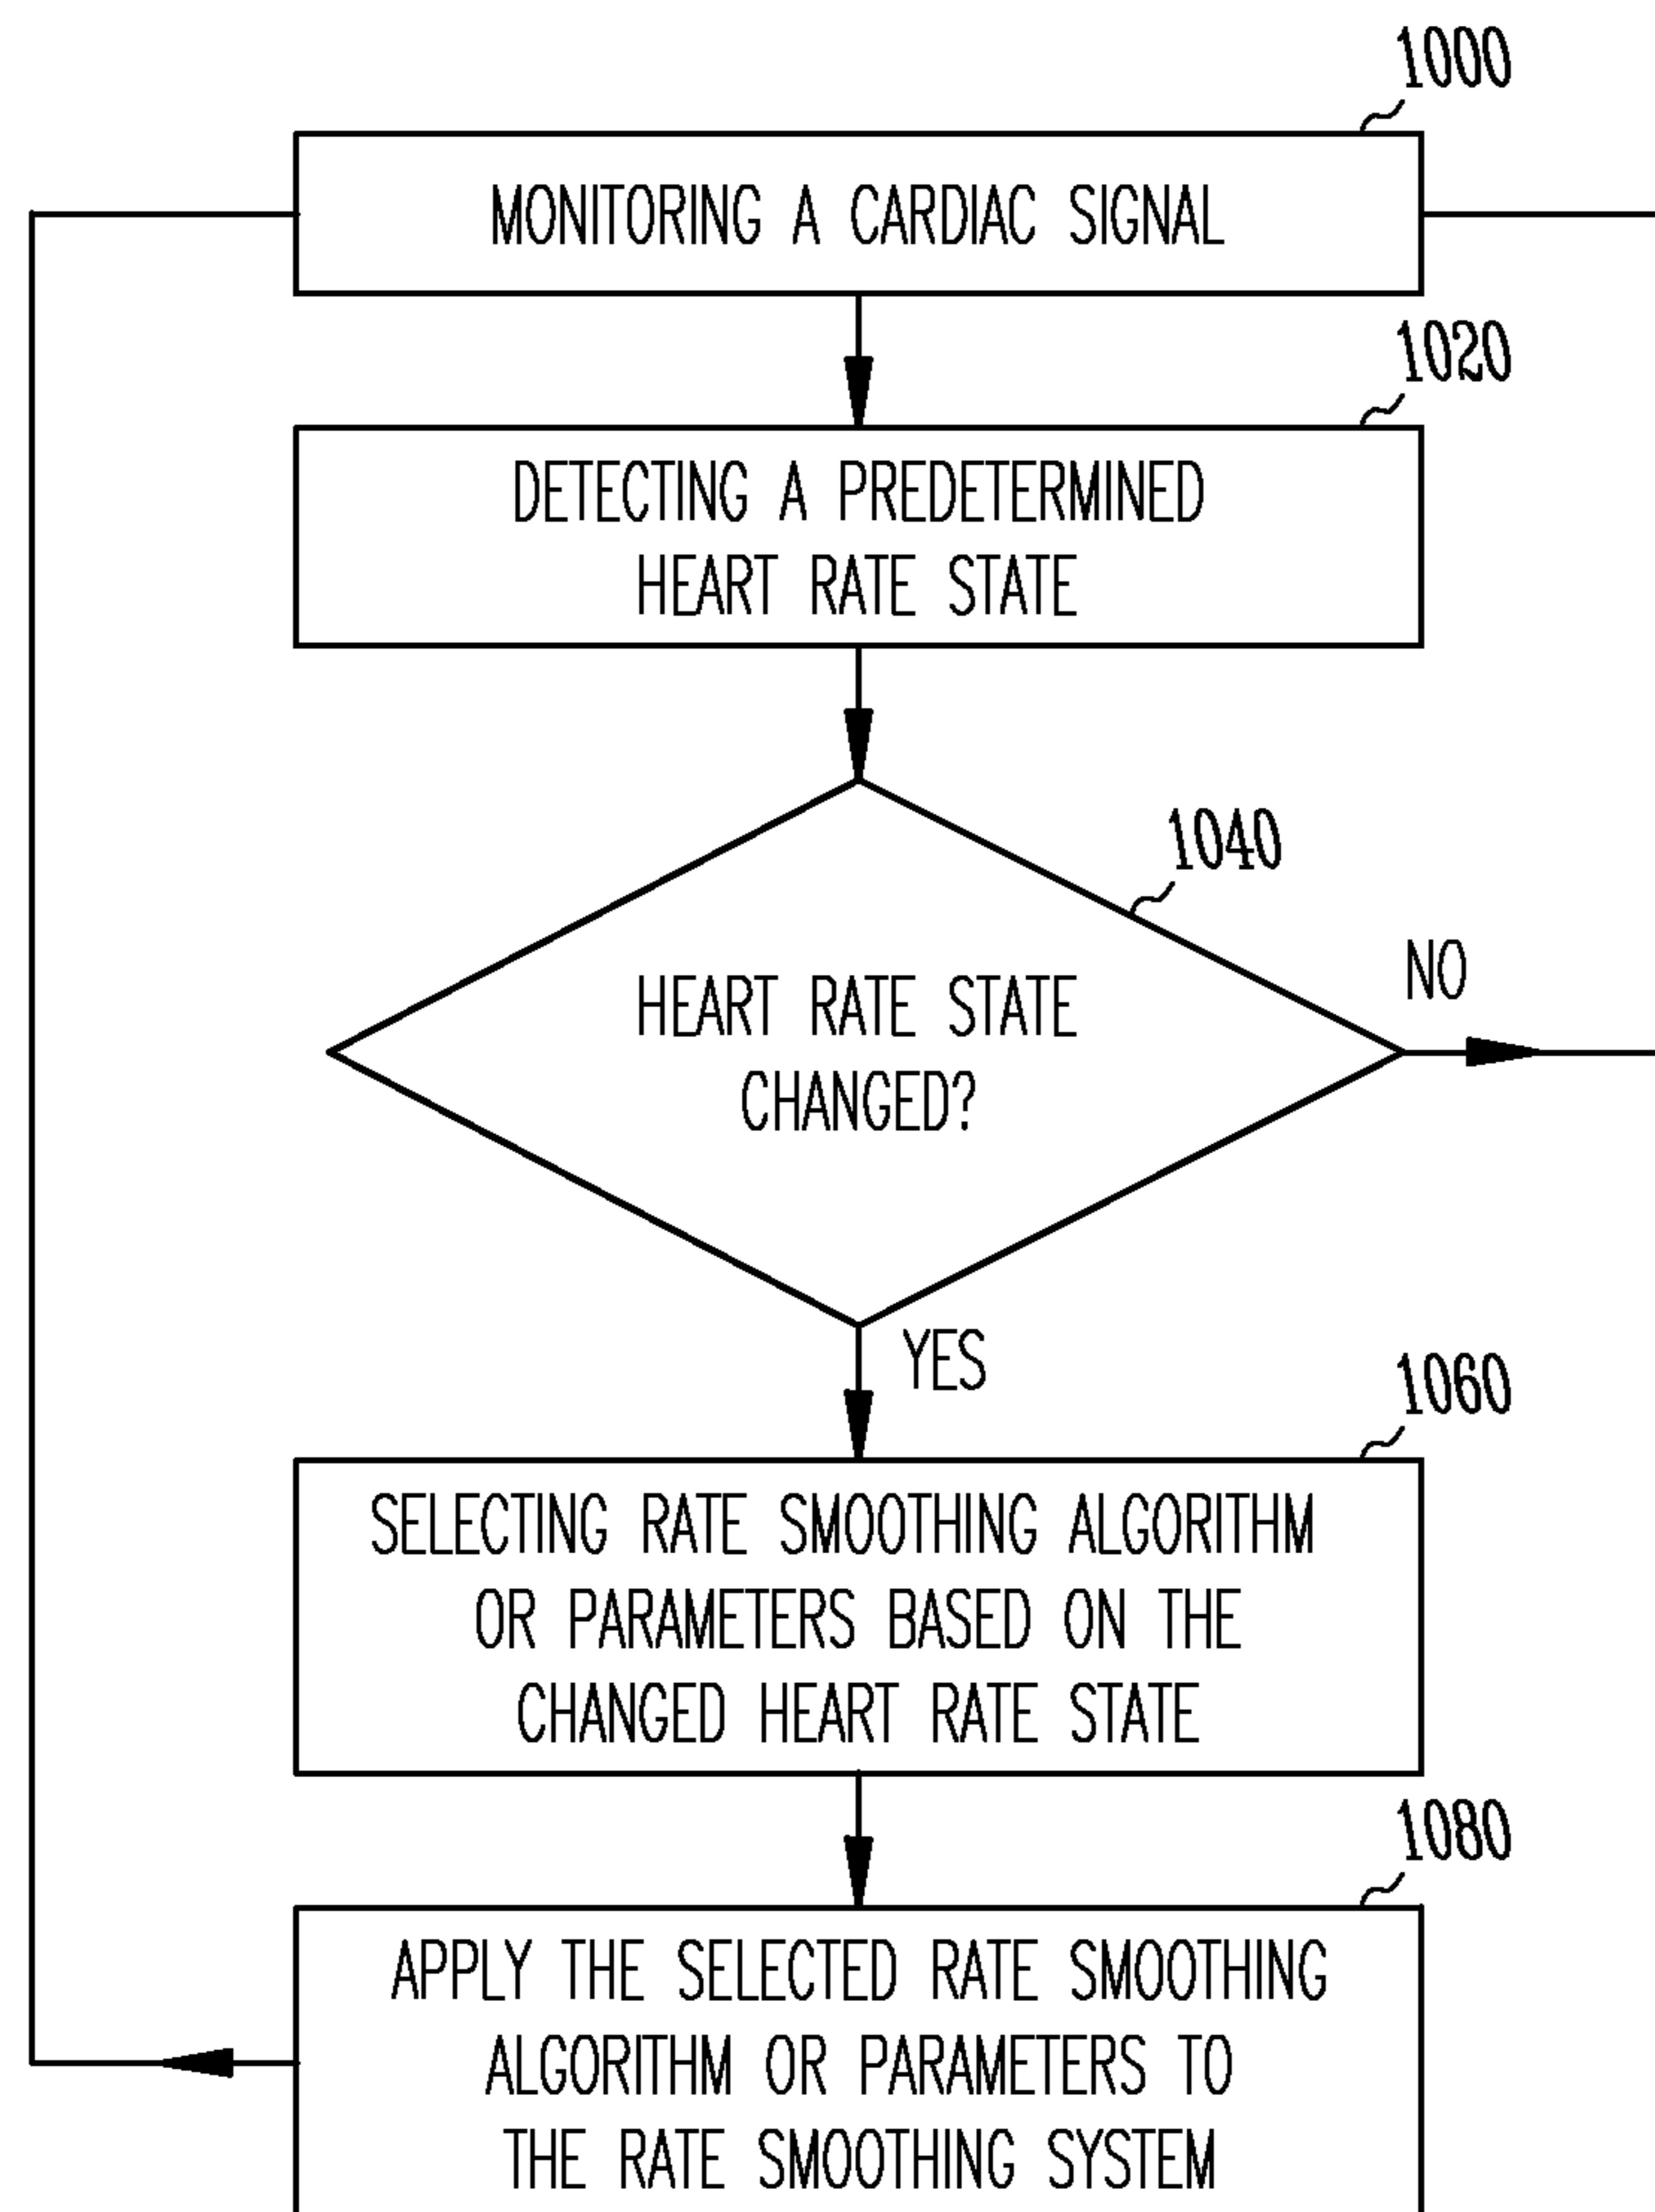 1000
MONITORING A CARDIAC SIGNAL
1020
DETECTING A PREDETERMINED
HEART RATE STATE
1040
HEART RATE STATE
CHANGED?
NO
YES
1060
SELECTING RATE SMOOTHING ALGORITHM
OR PARAMETERS BASED ON THE
CHANGED HEART RATE STATE
1080
APPLY THE SELECTED RATE SMOOTHING
ALGORITHM OR PARAMETERS TO
THE RATE SMOOTHING SYSTEM